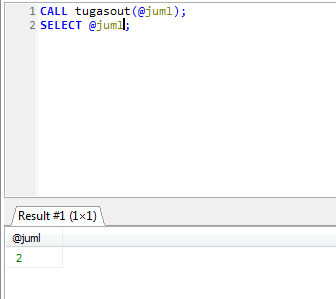 1 CALL tugasout(@juml);
2 SELECT @juml;
Result #1 (1×1)
@juml
2